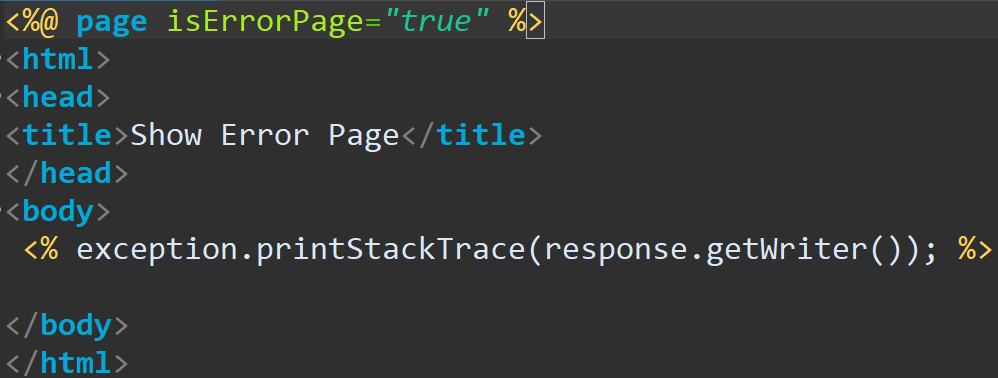 <%@ page isErrorPage="true" %>
<html>
<head>
<title>Show Error Page</title>
</head>
<body>
<% exception.printStackTrace(response.getWriter()); %>
</body>
</html>